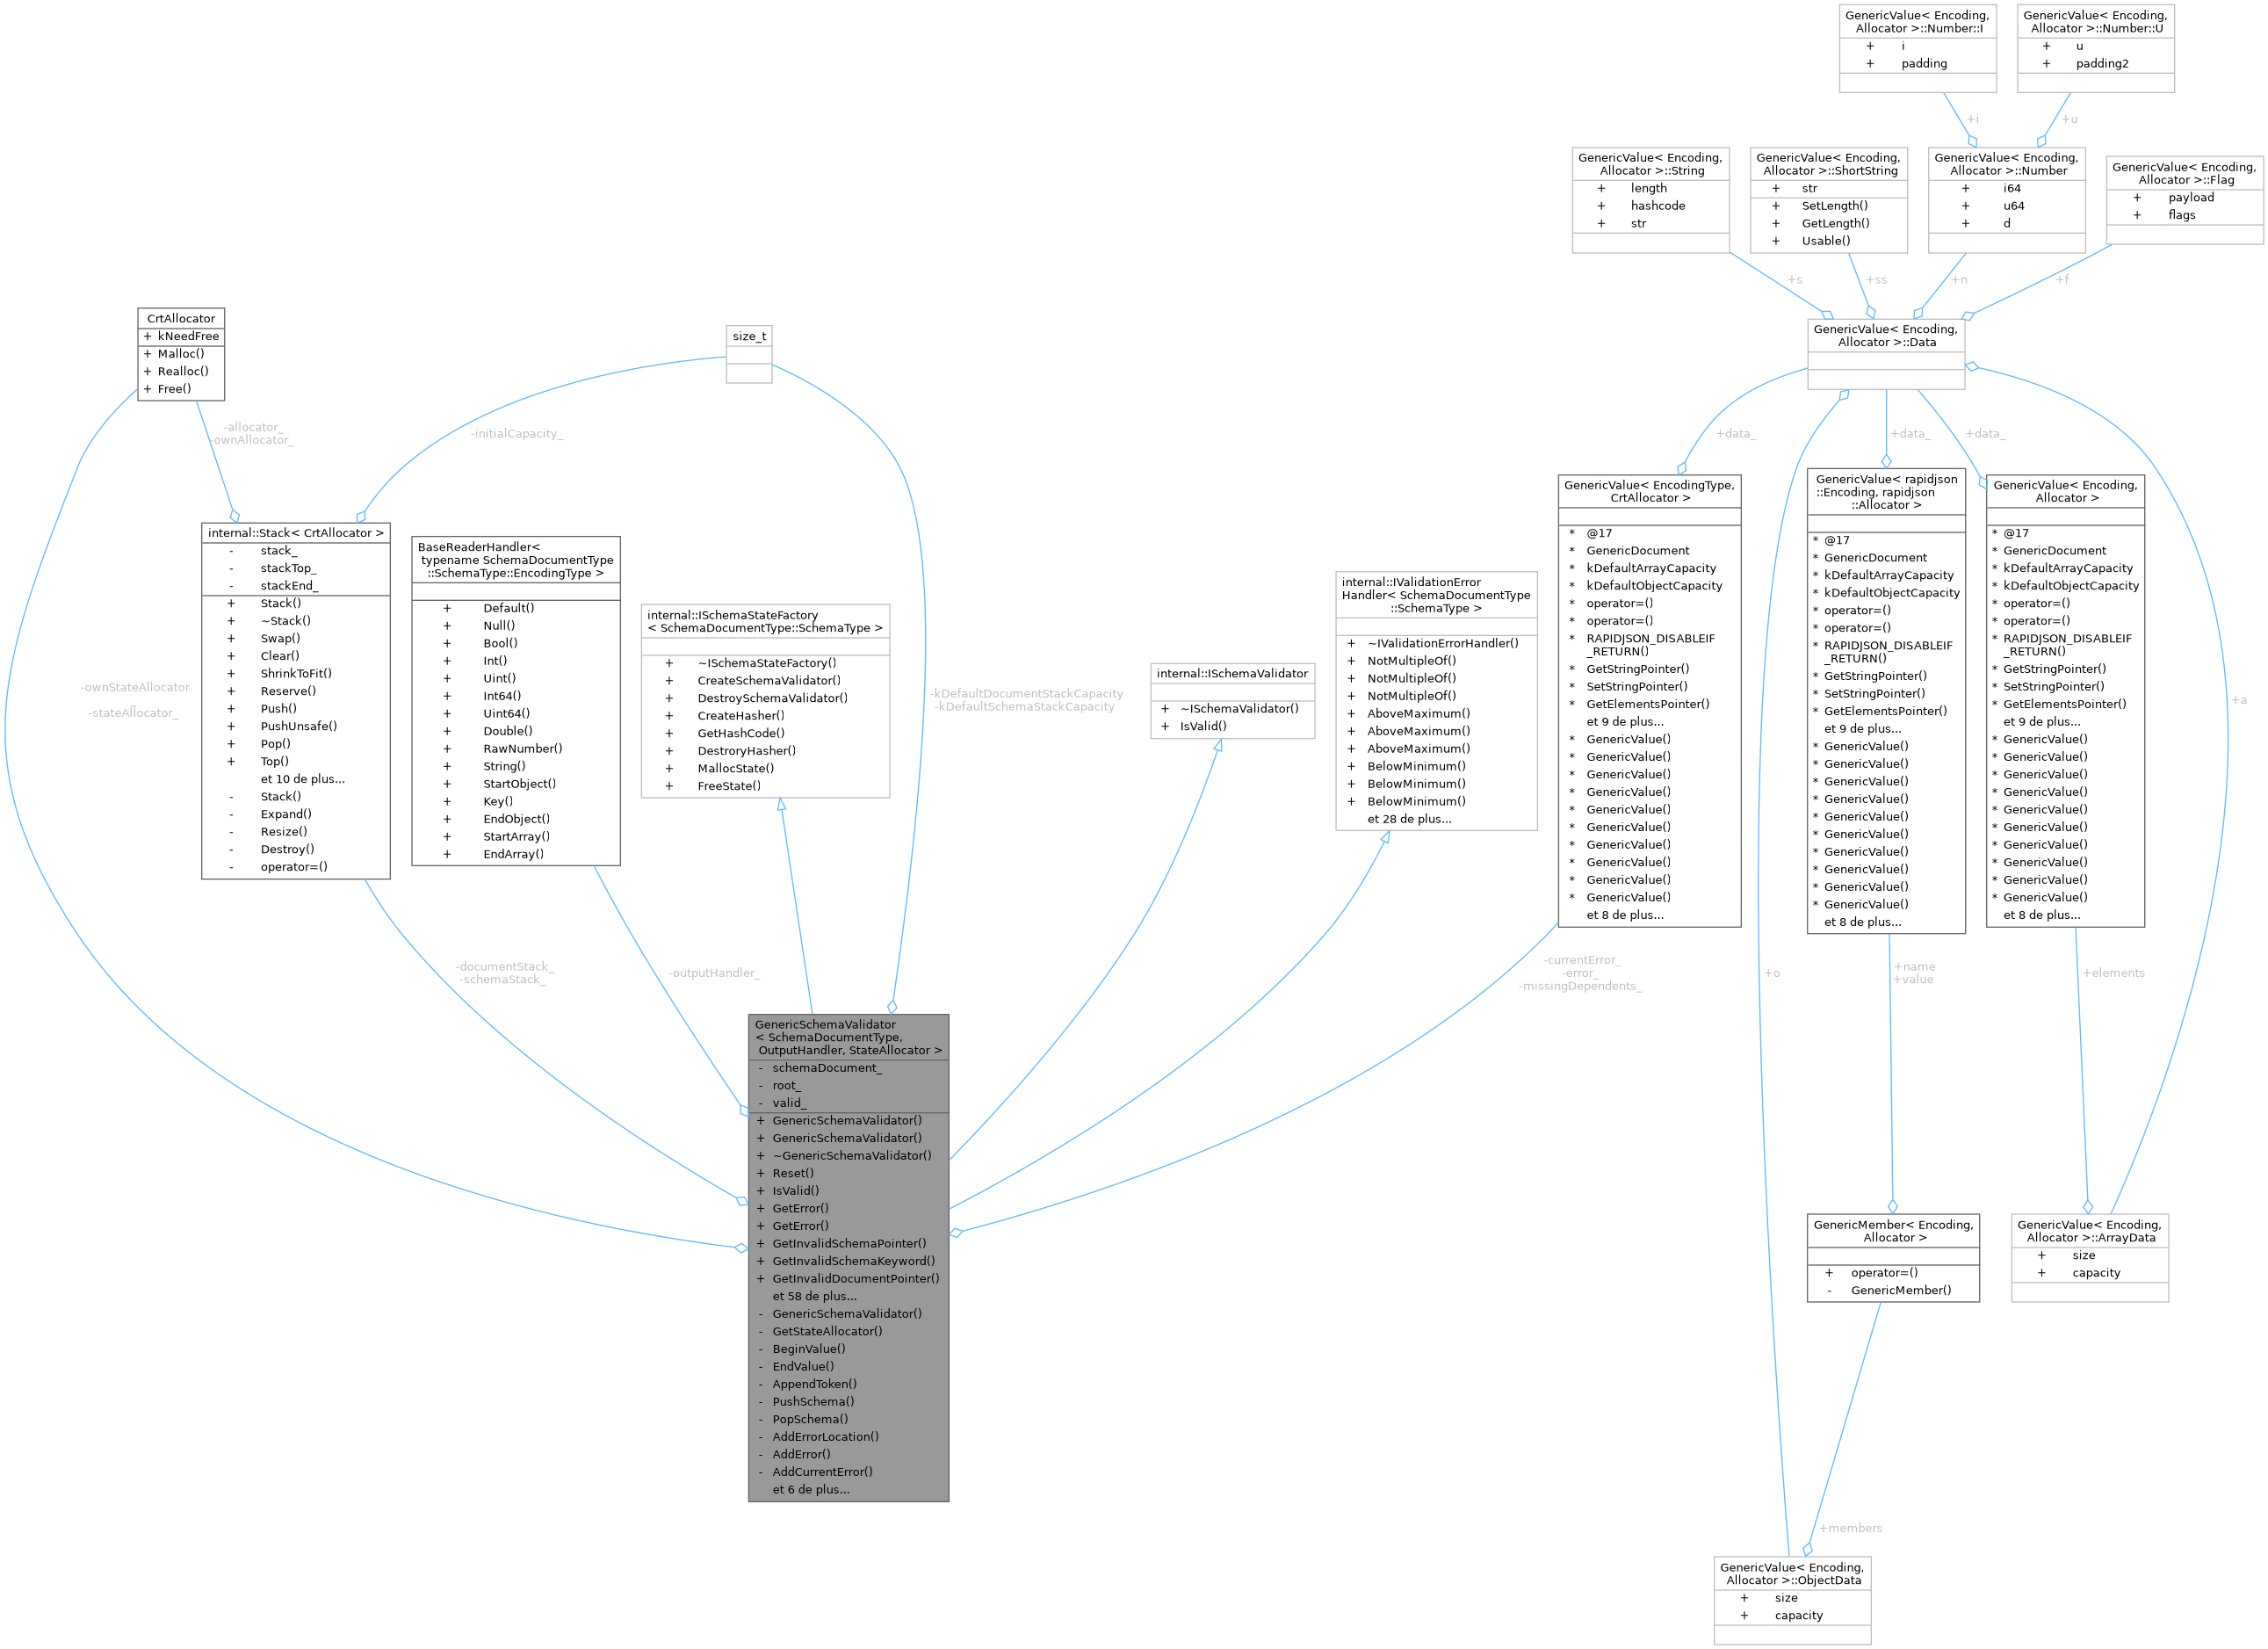 GenericValue< Encoding,
Allocator >::Number::I
+ i
+ padding
GenericValue< Encoding,
Allocator >::Number::U
+ u
+ padding2
+i
+u
GenericValue< Encoding,
Allocator >::String
+ length
+ hashcode
+ str
GenericValue< Encoding,
Allocator >::ShortString
+ str
+ SetLength()
+ GetLength()
+ Usable()
GenericValue< Encoding,
Allocator >::Number
+ i64
+ u64
+ d
GenericValue< Encoding,
Allocator >::Flag
+ payload
+ flags
+s
+ss
+n
+f
CrtAllocator
+ kNeedFree
+ Malloc()
+ Realloc()
+ Free()
size_t
GenericValue< Encoding,
Allocator >::Data
-allocator_
-ownAllocator_
-initialCapacity_
+data_
+data_
+data_
internal::Stack< CrtAllocator >
- stack_
- stackTop_
- stackEnd_
+ Stack()
+ ~Stack()
+ Swap()
+ Clear()
+ ShrinkToFit()
+ Reserve()
+ Push()
+ PushUnsafe()
+ Pop()
+ Top()
et 10 de plus...
- Stack()
- Expand()
- Resize()
- Destroy()
- operator=()
BaseReaderHandler<
typename SchemaDocumentType
::SchemaType::EncodingType >
+ Default()
+ Null()
+ Bool()
+ Int()
+ Uint()
+ Int64()
+ Uint64()
+ Double()
+ RawNumber()
+ String()
+ StartObject()
+ Key()
+ EndObject()
+ StartArray()
+ EndArray()
internal::ISchemaStateFactory
< SchemaDocumentType::SchemaType >
+ ~ISchemaStateFactory()
+ CreateSchemaValidator()
+ DestroySchemaValidator()
+ CreateHasher()
+ GetHashCode()
+ DestroryHasher()
+ MallocState()
+ FreeState()
internal::ISchemaValidator
+ ~ISchemaValidator()
+ IsValid()
internal::IValidationError
Handler< SchemaDocumentType
::SchemaType >
+ ~IValidationErrorHandler()
+ NotMultipleOf()
+ NotMultipleOf()
+ NotMultipleOf()
+ AboveMaximum()
+ AboveMaximum()
+ AboveMaximum()
+ BelowMinimum()
+ BelowMinimum()
+ BelowMinimum()
et 28 de plus...
GenericValue< EncodingType,
CrtAllocator >
* @17
* GenericDocument
* kDefaultArrayCapacity
* kDefaultObjectCapacity
* operator=()
* operator=()
* RAPIDJSON_DISABLEIF
_RETURN()
* GetStringPointer()
* SetStringPointer()
* GetElementsPointer()
et 9 de plus...
* GenericValue()
* GenericValue()
* GenericValue()
* GenericValue()
* GenericValue()
* GenericValue()
* GenericValue()
* GenericValue()
* GenericValue()
* GenericValue()
et 8 de plus...
GenericValue< rapidjson
::Encoding, rapidjson
::Allocator >
* @17
* GenericDocument
* kDefaultArrayCapacity
* kDefaultObjectCapacity
* operator=()
* operator=()
* RAPIDJSON_DISABLEIF
_RETURN()
* GetStringPointer()
* SetStringPointer()
* GetElementsPointer()
et 9 de plus...
* GenericValue()
* GenericValue()
* GenericValue()
* GenericValue()
* GenericValue()
* GenericValue()
* GenericValue()
* GenericValue()
* GenericValue()
* GenericValue()
et 8 de plus...
GenericValue< Encoding,
Allocator >
* @17
* GenericDocument
* kDefaultArrayCapacity
* kDefaultObjectCapacity
* operator=()
* operator=()
* RAPIDJSON_DISABLEIF
_RETURN()
* GetStringPointer()
* SetStringPointer()
* GetElementsPointer()
et 9 de plus...
* GenericValue()
* GenericValue()
* GenericValue()
* GenericValue()
* GenericValue()
* GenericValue()
* GenericValue()
* GenericValue()
* GenericValue()
* GenericValue()
et 8 de plus...
-ownStateAllocator
_
-stateAllocator_
-kDefaultDocumentStackCapacity
-kDefaultSchemaStackCapacity
+a
-documentStack_
-schemaStack_
-outputHandler_
-currentError_
-error_
-missingDependents_
+o
+name
+value
+elements
GenericSchemaValidator
< SchemaDocumentType,
OutputHandler, StateAllocator >
- schemaDocument_
- root_
- valid_
+ GenericSchemaValidator()
+ GenericSchemaValidator()
+ ~GenericSchemaValidator()
+ Reset()
+ IsValid()
+ GetError()
+ GetError()
+ GetInvalidSchemaPointer()
+ GetInvalidSchemaKeyword()
+ GetInvalidDocumentPointer()
et 58 de plus...
- GenericSchemaValidator()
- GetStateAllocator()
- BeginValue()
- EndValue()
- AppendToken()
- PushSchema()
- PopSchema()
- AddErrorLocation()
- AddError()
- AddCurrentError()
et 6 de plus...
GenericMember< Encoding,
Allocator >
+ operator=()
- GenericMember()
GenericValue< Encoding,
Allocator >::ArrayData
+ size
+ capacity
+members
GenericValue< Encoding,
Allocator >::ObjectData
+ size
+ capacity